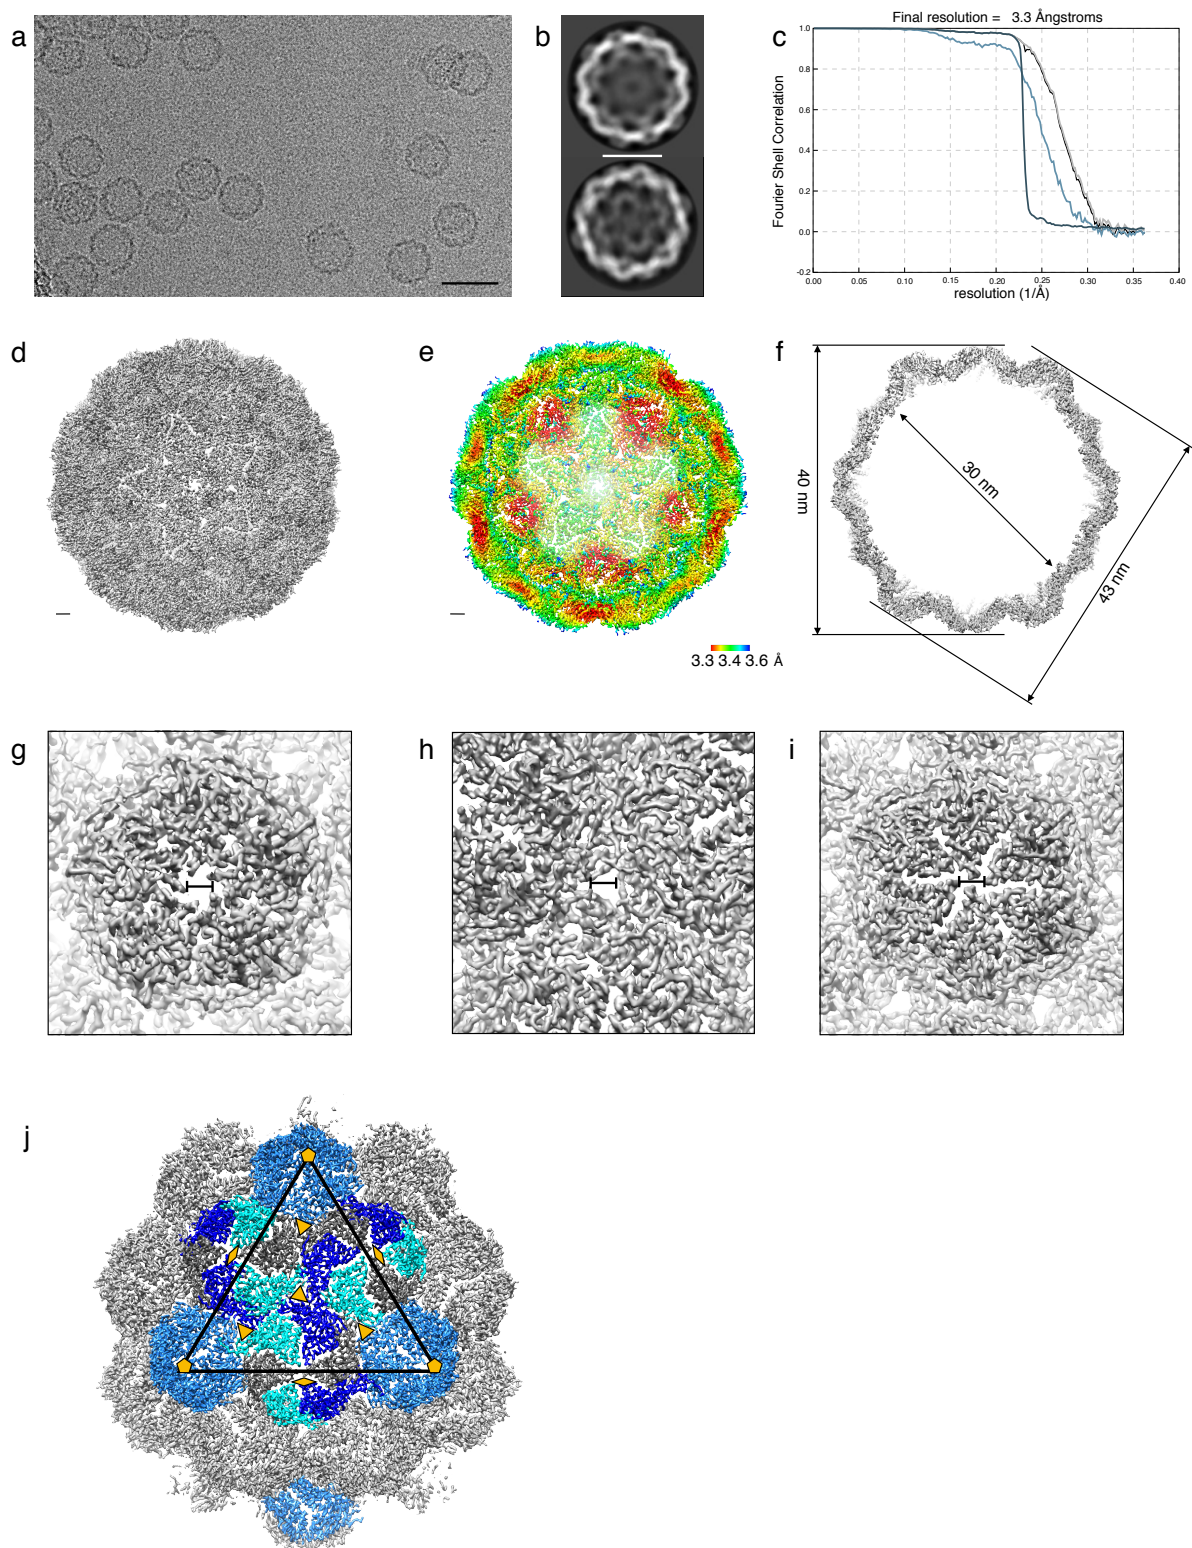 a
b
c
Final resolution = 3.3 Ångstroms
Fourier Shell Correlation
1.0
0.8
0.6
0.4
0.2
0.0
-0.2
0.00 0.05 0.10 0.15 0.20 0.25 0.30 0.35 0.40
resolution (1/Å)
d
e
f
3.3 3.4 3.6 Å
40 nm
30 nm
43 nm
g
h
i
j